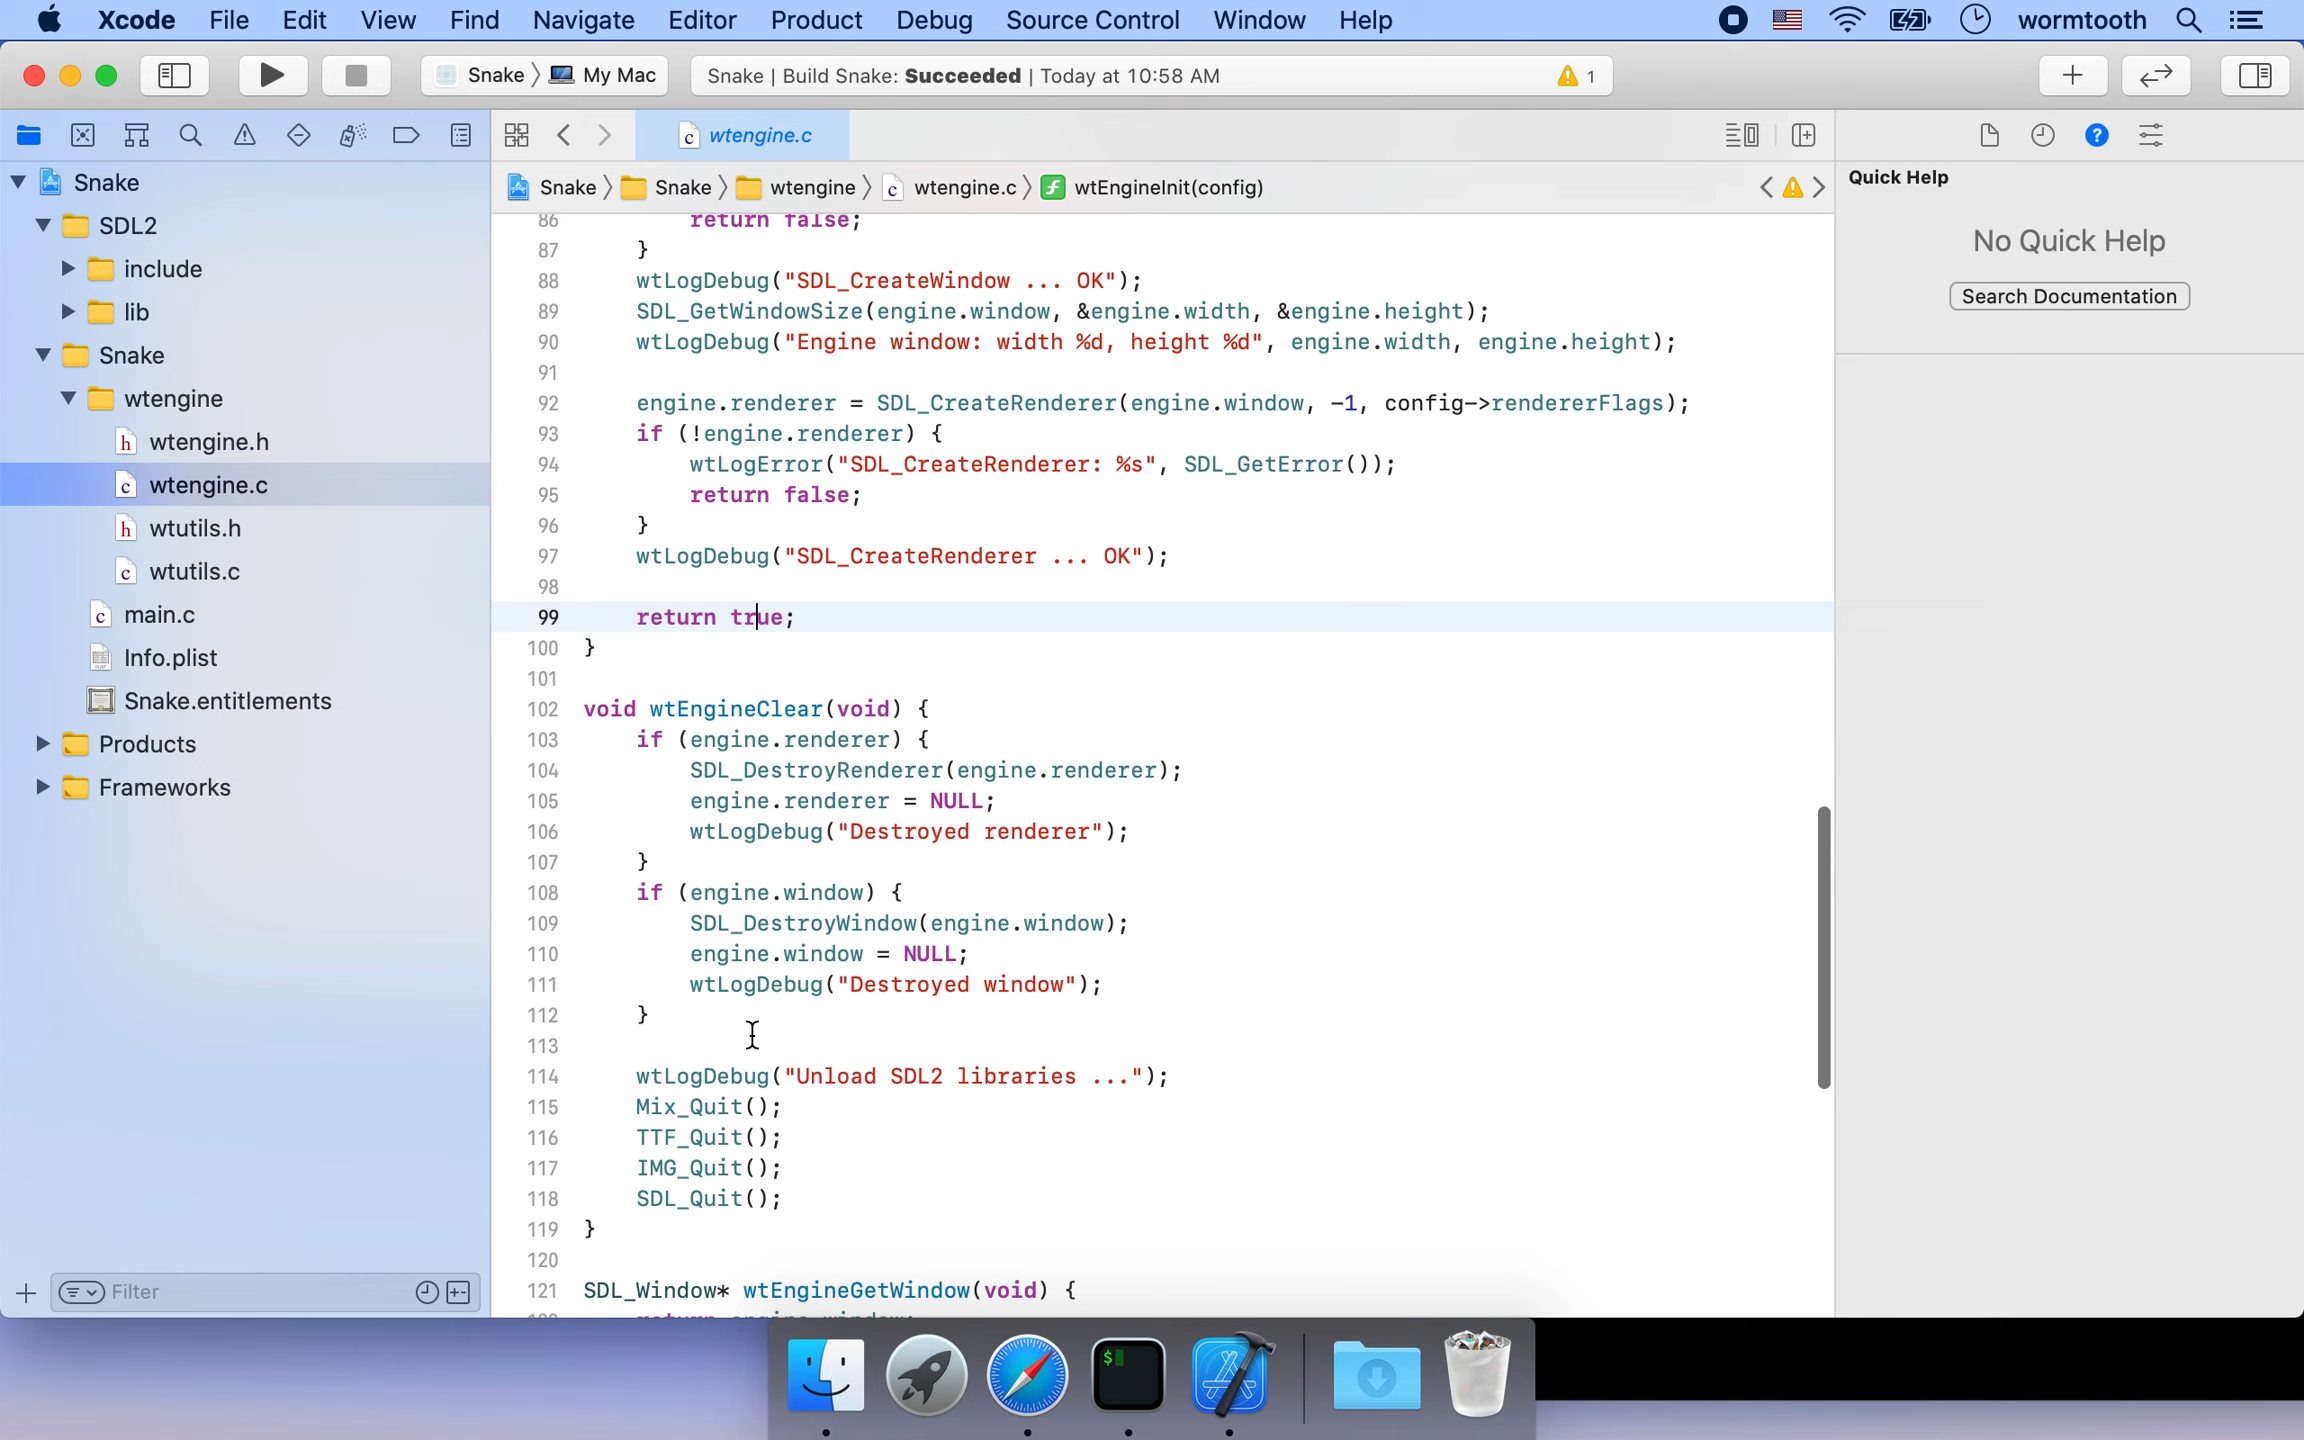 Xcode File Edit View Find Navigate Editor Product Debug Source Control Window Help wormtooth
Snake My Mac Snake | Build Snake: Succeeded | Today at 10:58 AM 1
wtengine.c
Snake Snake wtengine wtengine.c wtEngineInit(config)
Snake
SDL2
include
lib
Snake
wtengine
h wtengine.h
c wtengine.c
h wtutils.h
c wtutils.c
c main.c
Info.plist
Snake.entitlements
Products
Frameworks
Filter
86 return false;
87 }
88 wtLogDebug("SDL_CreateWindow ... OK");
89 SDL_GetWindowSize(engine.window, &engine.width, &engine.height);
90 wtLogDebug("Engine window: width %d, height %d", engine.width, engine.height);
91
92 engine.renderer = SDL_CreateRenderer(engine.window, -1, config->rendererFlags);
93 if (!engine.renderer) {
94 wtLogError("SDL_CreateRenderer: %s", SDL_GetError());
95 return false;
96 }
97 wtLogDebug("SDL_CreateRenderer ... OK");
98
99 return true;
100 }
101
102 void wtEngineClear(void) {
103 if (engine.renderer) {
104 SDL_DestroyRenderer(engine.renderer);
105 engine.renderer = NULL;
106 wtLogDebug("Destroyed renderer");
107 }
108 if (engine.window) {
109 SDL_DestroyWindow(engine.window);
110 engine.window = NULL;
111 wtLogDebug("Destroyed window");
112 }
113
114 wtLogDebug("Unload SDL2 libraries ...");
115 Mix_Quit();
116 TTF_Quit();
117 IMG_Quit();
118 SDL_Quit();
119 }
120
121 SDL_Window* wtEngineGetWindow(void) {
Quick Help
No Quick Help
Search Documentation